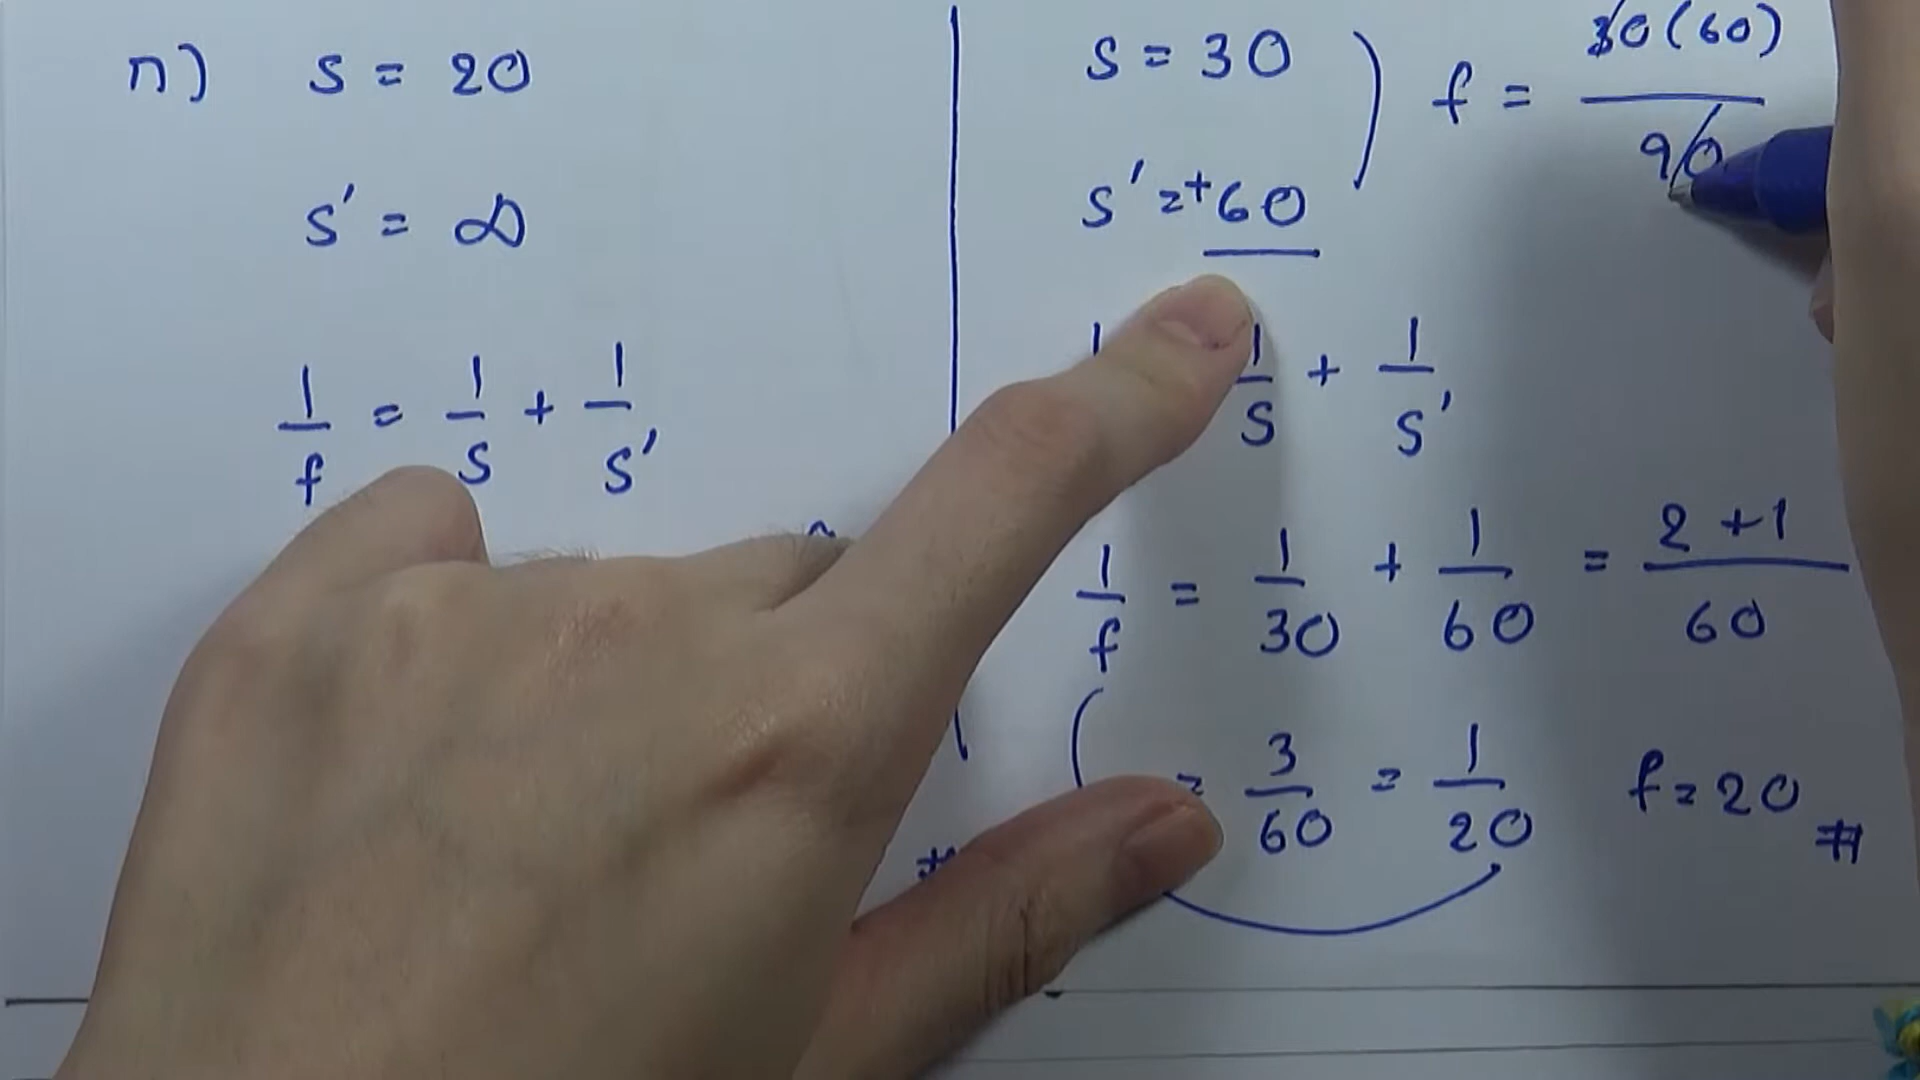 ก) s = 20
s' = ∞
1/f = 1/s + 1/s'
s = 30
s' = +60
f = 30(60)/90
1/s + 1/s'
1/f = 1/30 + 1/60 = 2 + 1/60
= 3/60 = 1/20 f = 20 #